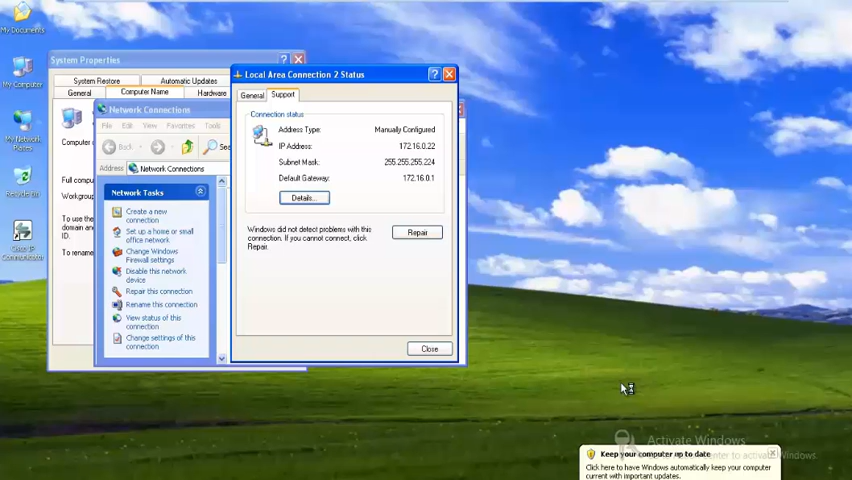 My Documents
My Computer
My Network
Places
Recycle Bin
Cisco IP
Communicator
System Properties
System Restore
Automatic Updates
General
Computer Name
Hardware
Computer
Full compu
Workgroup
To use the
domain and
ID.
To rename
Network Connections
File
Edit
View
Favorites
Tools
Back
Sea
Address
Network Connections
Network Tasks
Create a new
connection
Set up a home or small
office network
Change Windows
Firewall settings
Disable this network
device
Repair this connection
Rename this connection
View status of this
connection
Change settings of this
connection
Local Area Connection 2 Status
General
Support
Connection status
Address Type: Manually Configured
IP Address: 172.16.0.22
Subnet Mask: 255.255.255.224
Default Gateway: 172.16.0.1
Details...
Windows did not detect problems with this
connection. If you cannot connect, click
Repair.
Repair
Close
Activate Windows
Center to activate Windows.
Keep your computer up to date
Click here to have Windows automatically keep your computer
current with important updates.